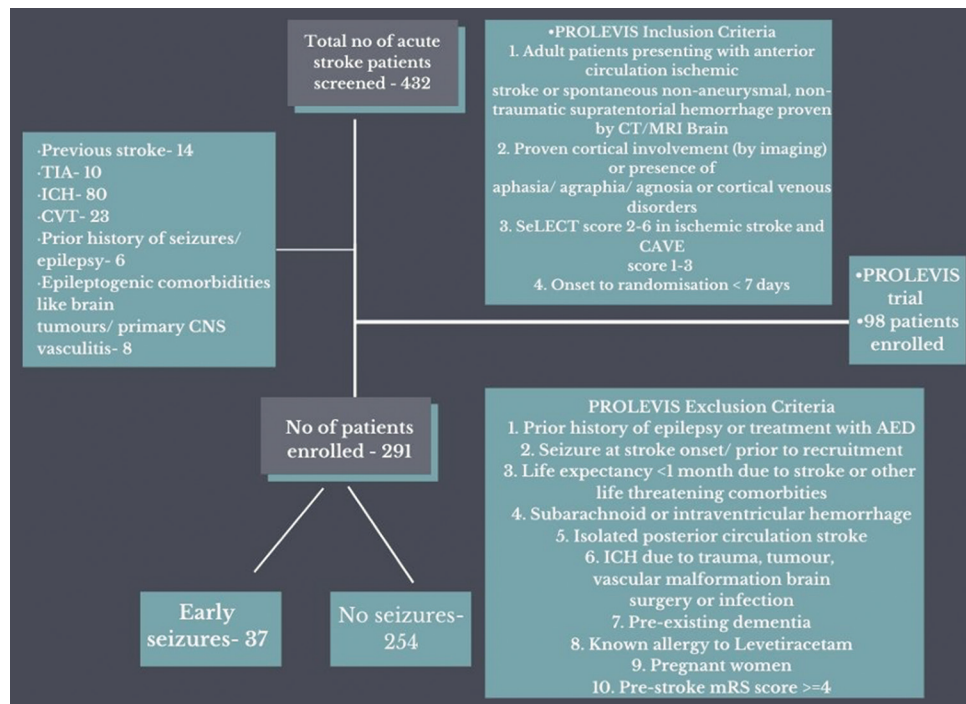 Total no of acute
stroke patients
screened - 432
•PROLEVIS Inclusion Criteria
1. Adult patients presenting with anterior
circulation ischemic
stroke or spontaneous non-aneurysmal, non-
traumatic supratentorial hemorrhage proven
by CT/MRI Brain
2. Proven cortical involvement (by imaging)
or presence of
aphasia/ agraphia/ agnosia or cortical venous
disorders
3. SeLECT score 2-6 in ischemic stroke and
CAVE
score 1-3
4. Onset to randomisation < 7 days
·Previous stroke- 14
·TIA- 10
·ICH- 80
·CVT- 23
·Prior history of seizures/
epilepsy- 6
·Epileptogenic comorbidities
like brain
tumours/ primary CNS
vasculitis- 8
•PROLEVIS
trial
•98 patients
enrolled
No of patients
enrolled - 291
PROLEVIS Exclusion Criteria
1. Prior history of epilepsy or treatment with AED
2. Seizure at stroke onset/ prior to recruitment
3. Life expectancy <1 month due to stroke or other
life threatening comorbities
4. Subarachnoid or intraventricular hemorrhage
5. Isolated posterior circulation stroke
6. ICH due to trauma, tumour,
vascular malformation brain
surgery or infection
7. Pre-existing dementia
8. Known allergy to Levetiracetam
9. Pregnant women
10. Pre-stroke mRS score >=4
Early
seizures- 37
No seizures-
254